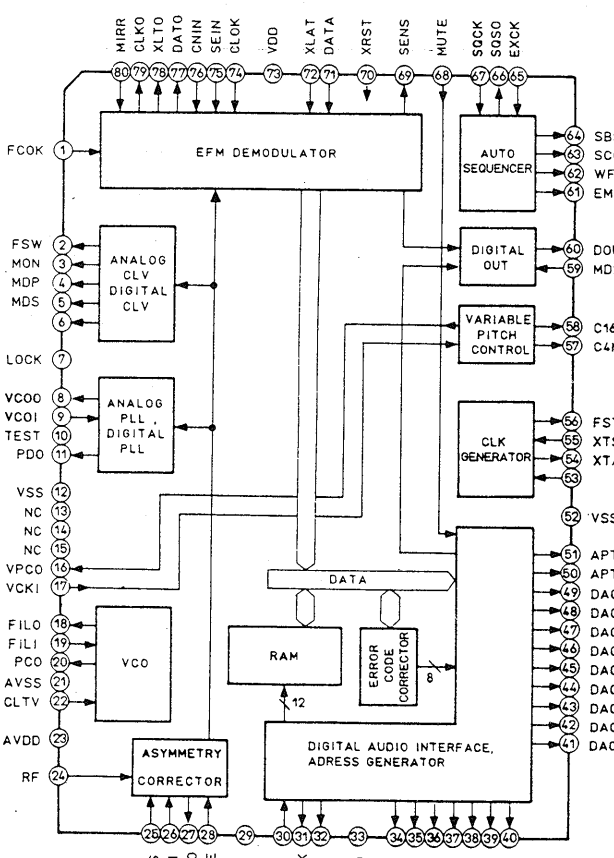 MIRR CLKO XLTO DATO CNIN SEIN CLOK VDD XLAT DATA XRST SENS MUTE SQCK SQSO EXCK
80 79 78 77 76 75 74 73 72 71 70 69 68 67 66 65
FCOK 1
EFM DEMODULATOR
AUTO
SEQUENCER
64 SB
63 SC
62 WF
61 EM
FSW 2
MON 3
MDP 4
MDS 5
6
ANALOG
CLV
DIGITAL
CLV
DIGITAL
OUT
60 DOU
59 MD
VARIABLE
PITCH
CONTROL
58 C16
57 C4
LOCK 7
VCOO 8
VCOI 9
TEST 10
PDO 11
ANALOG
PLL,
DIGITAL
PLL
CLK
GENERATOR
56 FS
55 XT
54 XT
53
VSS 12
NC 13
NC 14
NC 15
VPCO 16
VCKI 17
52 VSS
51 APT
50 APT
49 DA
48 DA
47 DA
46 DA
45 DA
44 DA
43 DA
42 DA
41 DA
DATA
FILO 18
FiLI 19
PCO 20
AVSS 21
CLTV 22
VCO
RAM
ERROR
CODE
CORRECTOR
8
12
AVDD 23
RF 24
ASYMMETRY
CORRECTOR
DIGITAL AUDIO INTERFACE,
ADRESS GENERATOR
25 26 27 28 29 30 31 32 33 34 35 36 37 38 39 40